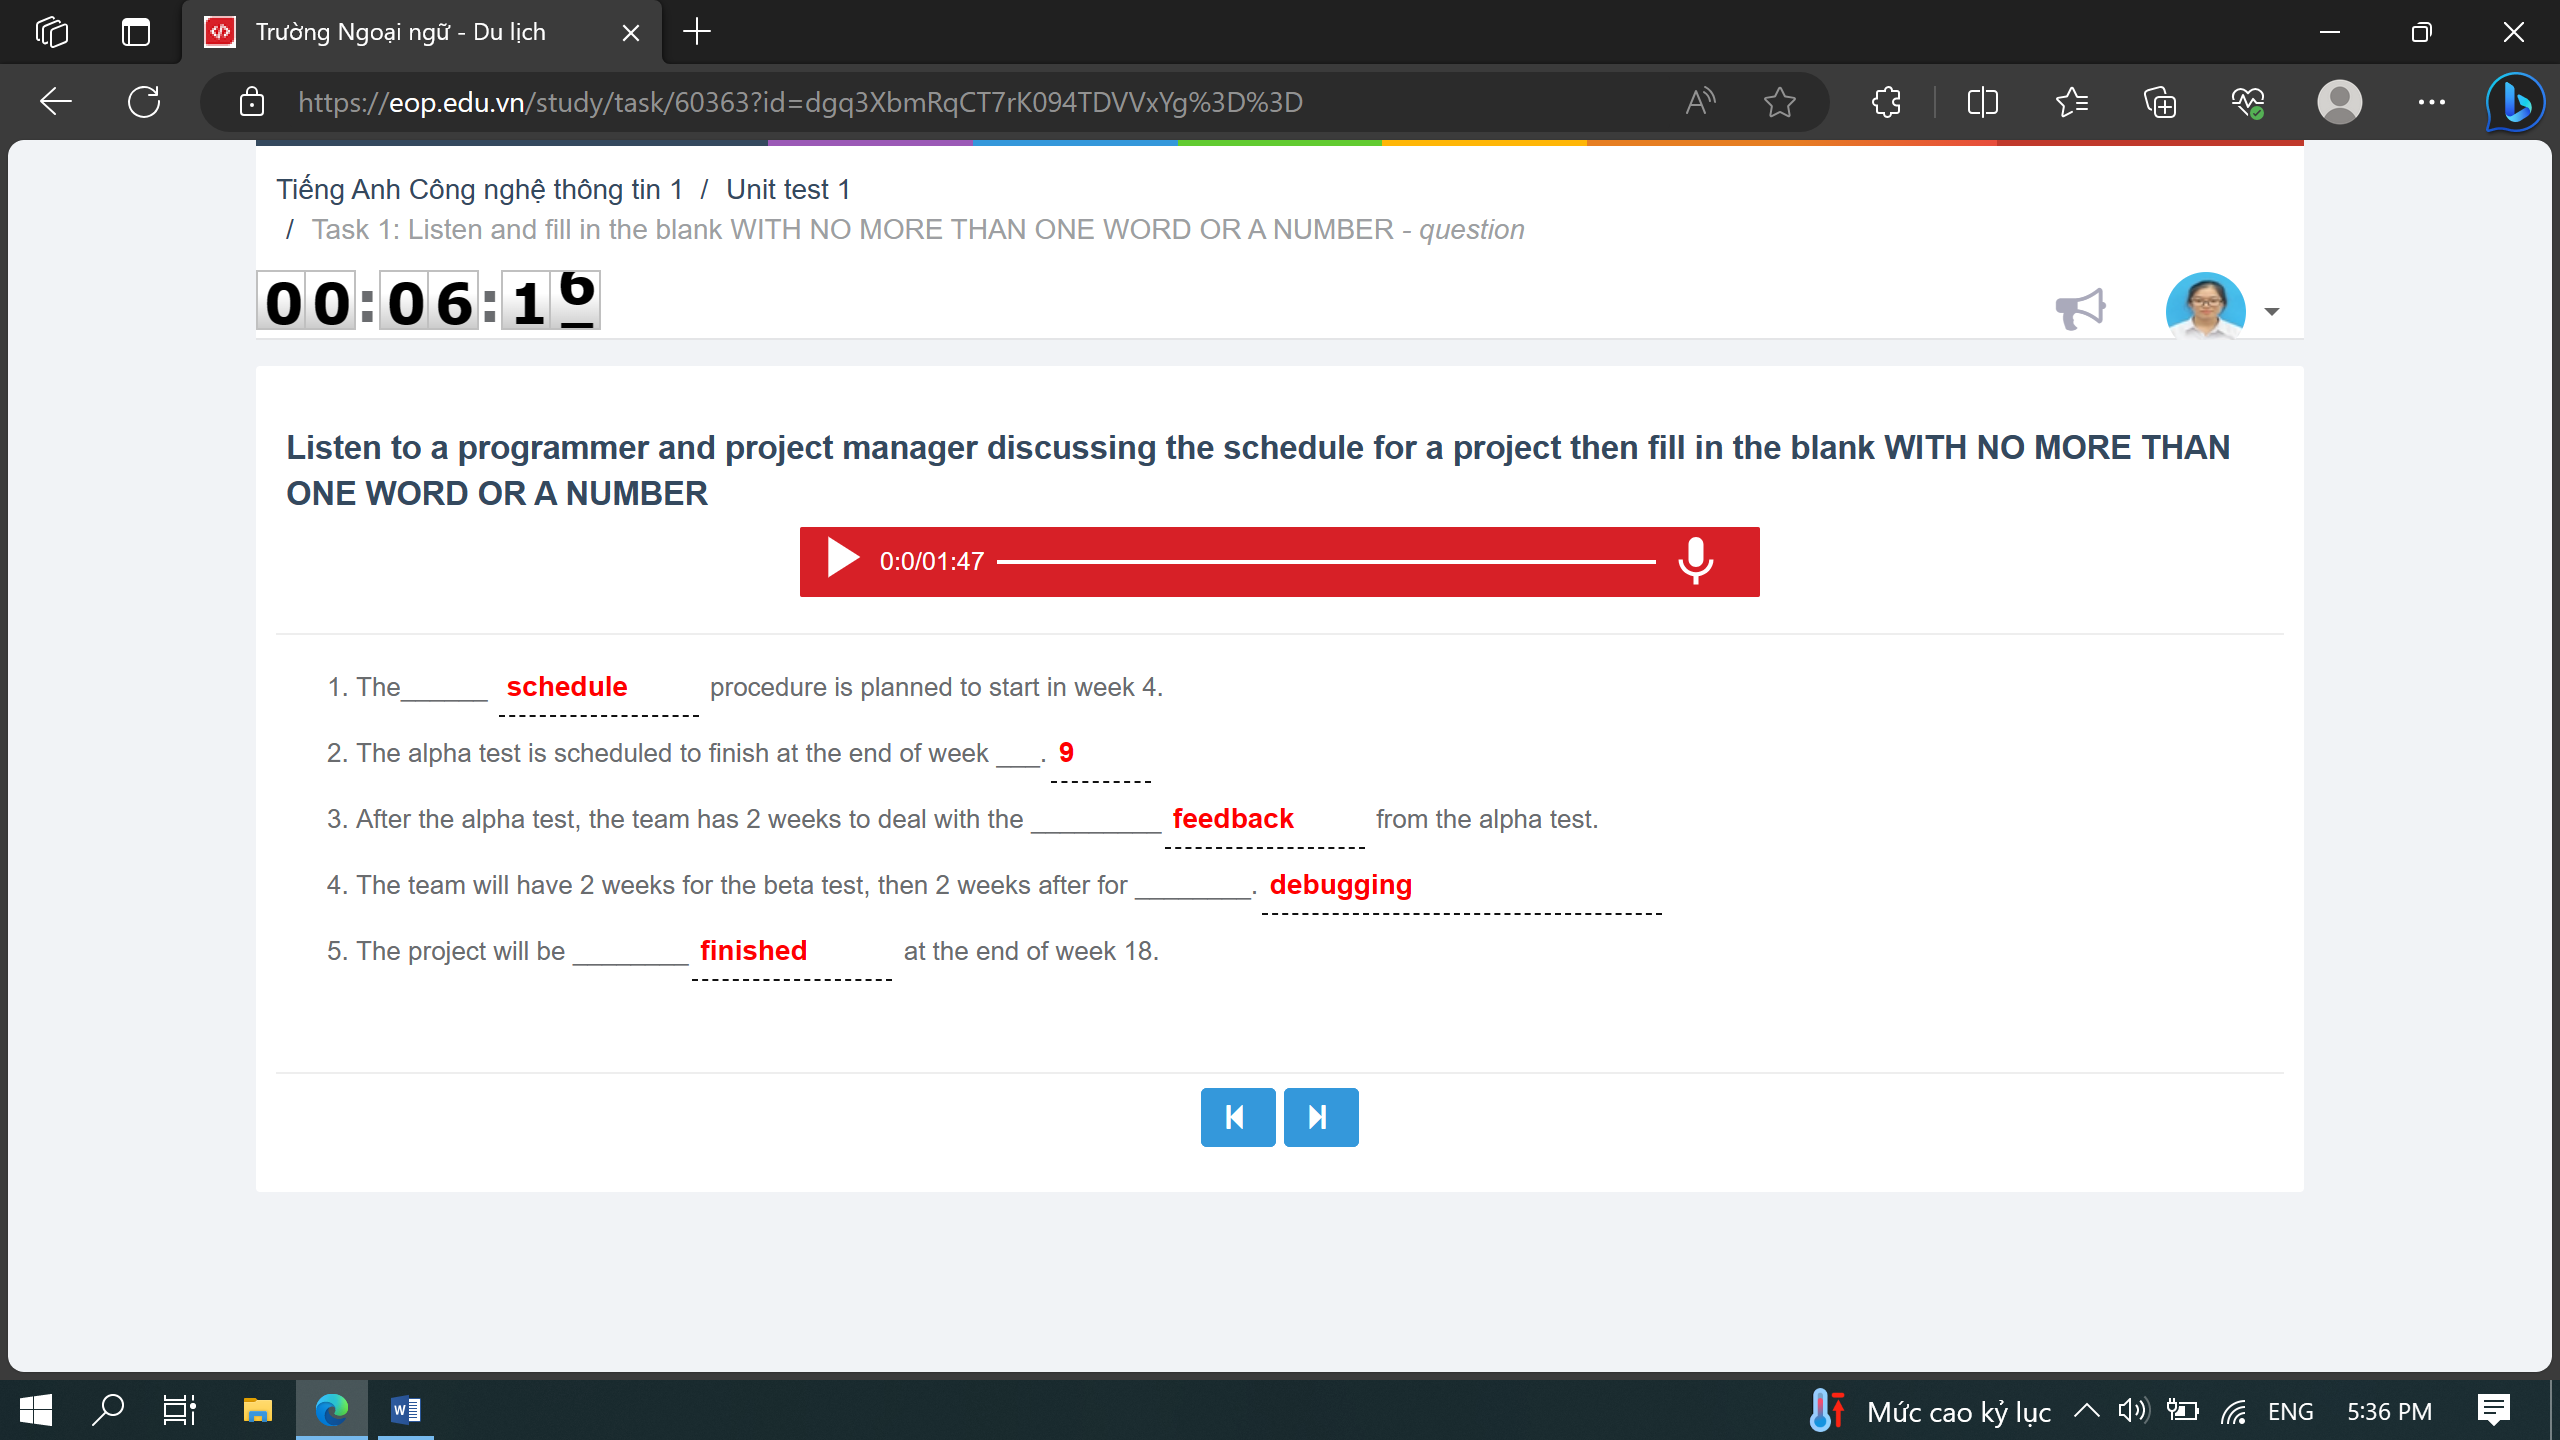 Trường Ngoại ngữ - Du lịch
https://eop.edu.vn/study/task/60363?id=dgq3XbmRqCT7rK094TDVVxYg%3D%3D
Tiếng Anh Công nghệ thông tin 1 / Unit test 1
/ Task 1: Listen and fill in the blank WITH NO MORE THAN ONE WORD OR A NUMBER - question
00:06:16
Listen to a programmer and project manager discussing the schedule for a project then fill in the blank WITH NO MORE THAN
ONE WORD OR A NUMBER
0:0/01:47
1. The______ schedule procedure is planned to start in week 4.
2. The alpha test is scheduled to finish at the end of week ___. 9
3. After the alpha test, the team has 2 weeks to deal with the _________ feedback from the alpha test.
4. The team will have 2 weeks for the beta test, then 2 weeks after for ________. debugging
5. The project will be ________ finished at the end of week 18.
Mức cao kỷ lục ENG 5:36 PM